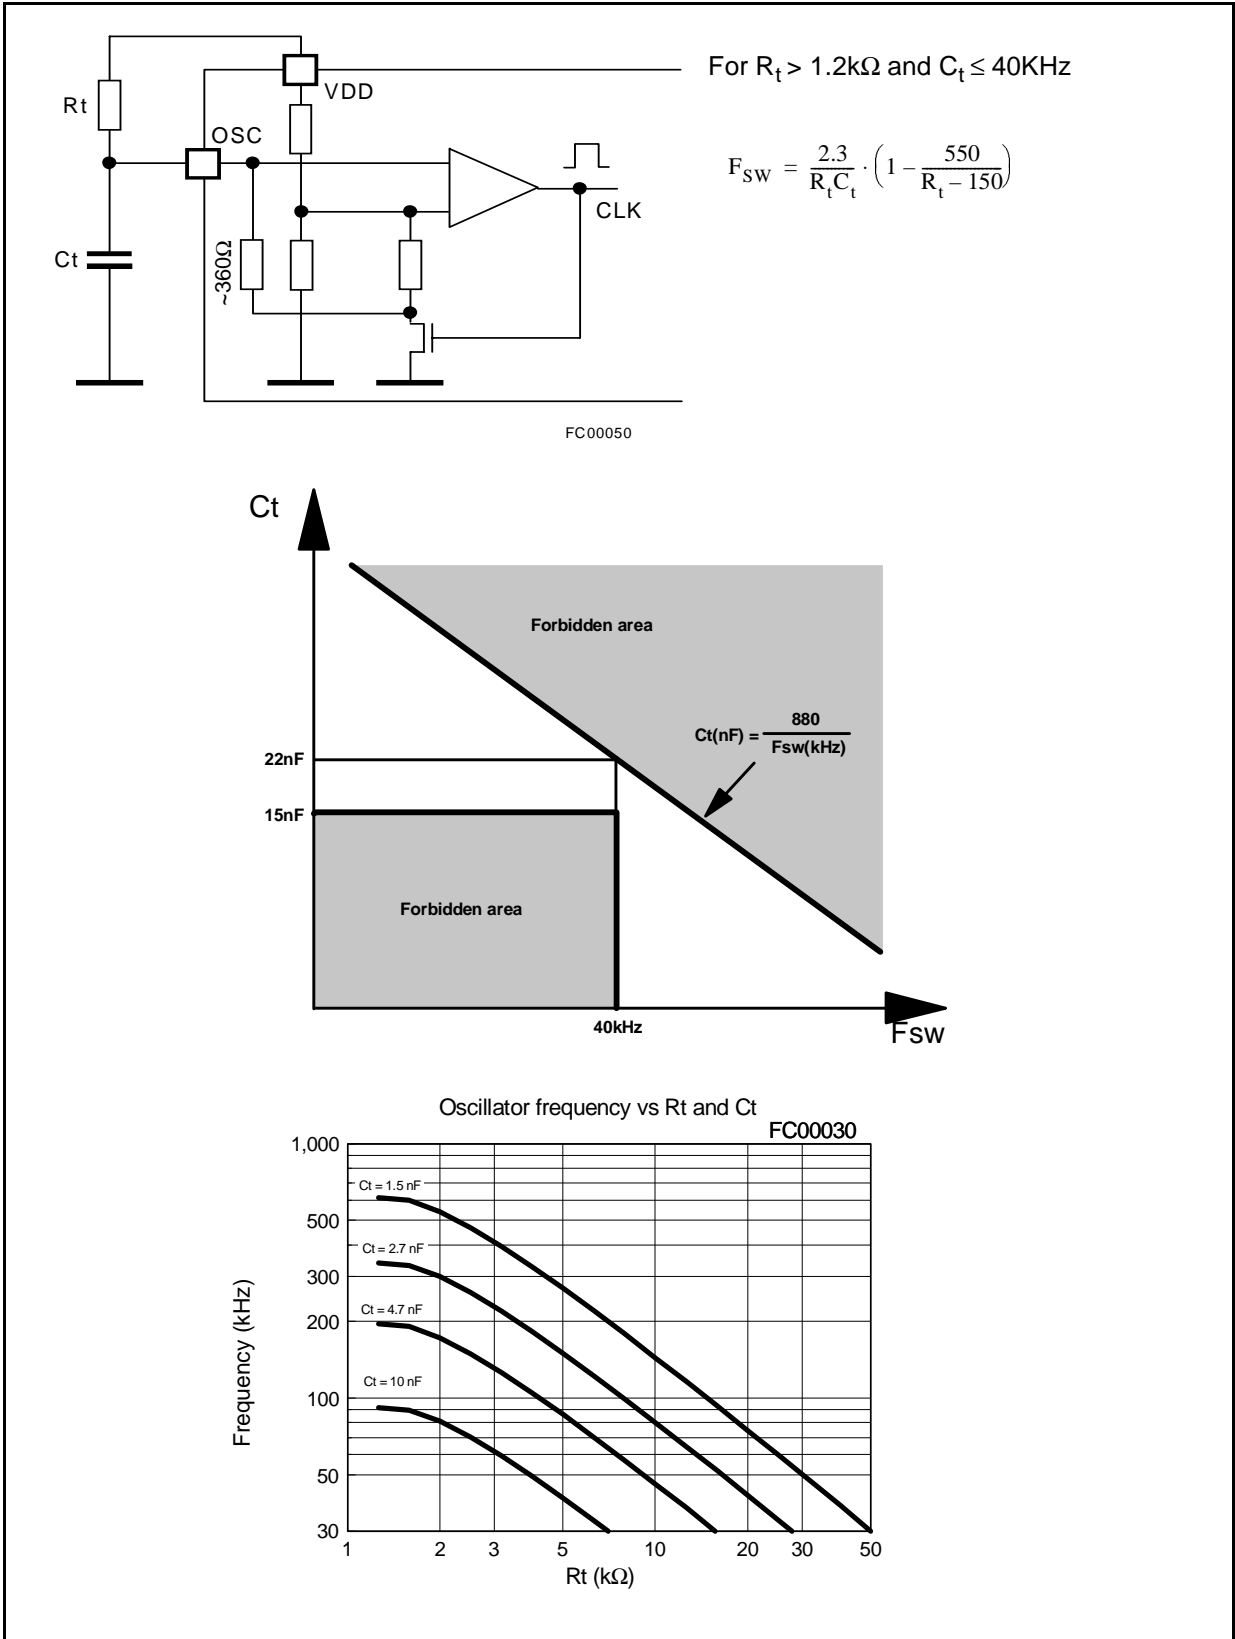 For Rt > 1.2kΩ and Ct ≤ 40KHz
VDD
Rt
OSC
FSW = 2.3 / RtCt · (1 − 550 / Rt − 150)
CLK
~360Ω
Ct
FC00050
Ct
Forbidden area
Ct(nF) = 880 / Fsw(kHz)
22nF
15nF
Forbidden area
40kHz
Fsw
Oscillator frequency vs Rt and Ct
FC00030
1,000
Ct = 1.5 nF
500
Ct = 2.7 nF
300
Ct = 4.7 nF
200
Ct = 10 nF
100
50
30
Frequency (kHz)
1 2 3 5 10 20 30 50
Rt (kΩ)